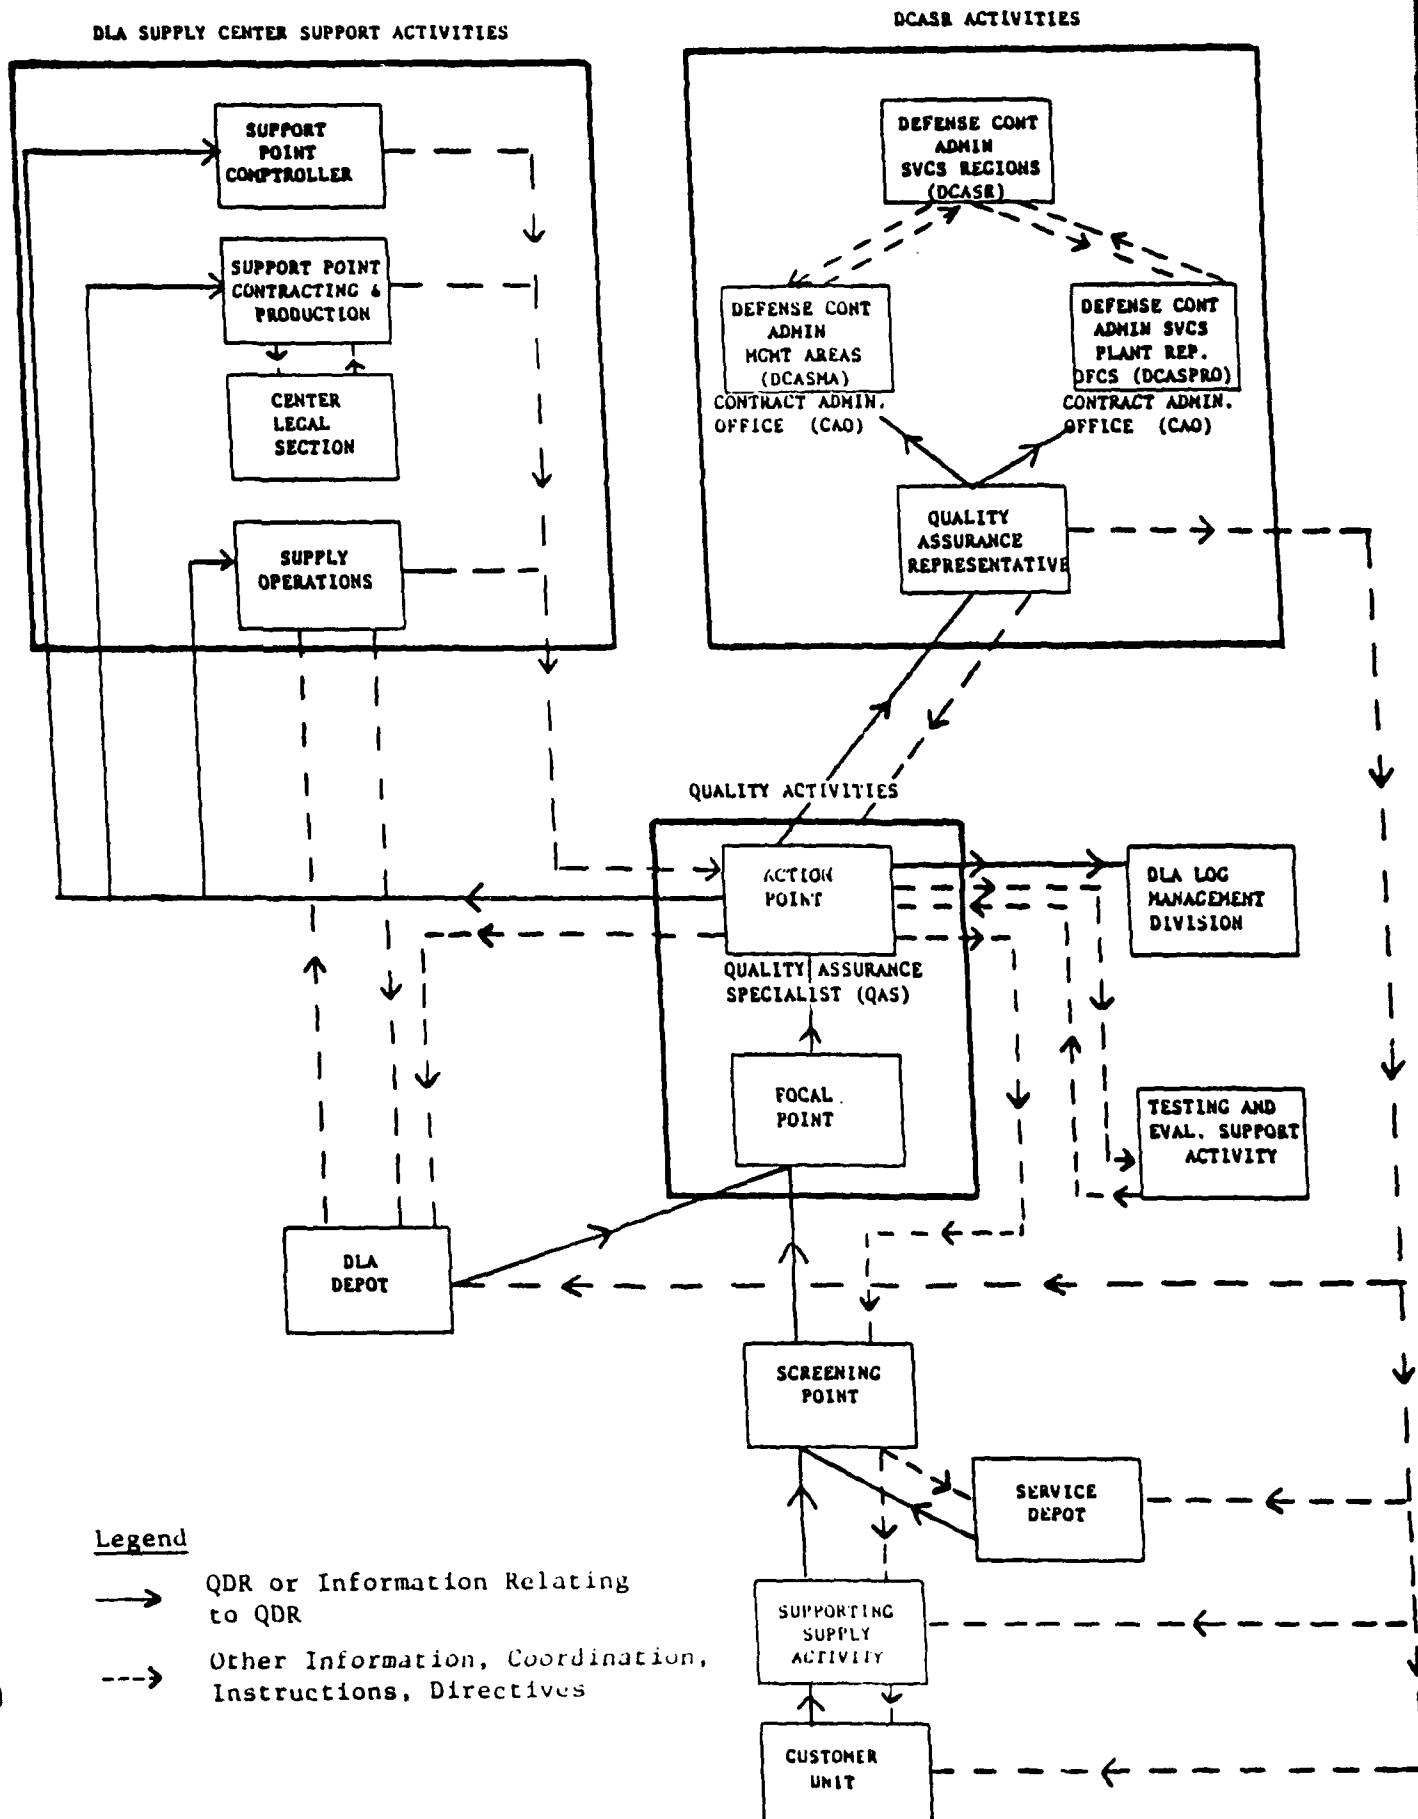 DLA SUPPLY CENTER SUPPORT ACTIVITIES
DCASR ACTIVITIES
SUPPORT
POINT
COMPTROLLER
SUPPORT POINT
CONTRACTING &
PRODUCTION
CENTER
LEGAL
SECTION
SUPPLY
OPERATIONS
DEFENSE CONT
ADMIN
SVCS REGIONS
(DCASR)
DEFENSE CONT
ADMIN
MGMT AREAS
(DCASMA)
CONTRACT ADMIN.
OFFICE (CAO)
DEFENSE CONT
ADMIN SVCS
PLANT REP.
OFCS (DCASPRO)
CONTRACT ADMIN.
OFFICE (CAO)
QUALITY
ASSURANCE
REPRESENTATIVE
QUALITY ACTIVITIES
ACTION
POINT
QUALITY ASSURANCE
SPECIALIST (QAS)
FOCAL
POINT
DLA LOG
MANAGEMENT
DIVISION
TESTING AND
EVAL. SUPPORT
ACTIVITY
DLA
DEPOT
SCREENING
POINT
SERVICE
DEPOT
SUPPORTING
SUPPLY
ACTIVITY
CUSTOMER
UNIT
Legend
QDR or Information Relating
to QDR
Other Information, Coordination,
Instructions, Directives